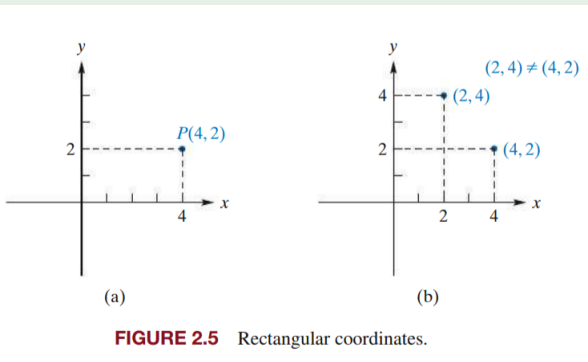 y
P(4, 2)
2
4
x
(a)
y
(2, 4) ≠ (4, 2)
4
(2, 4)
2
(4, 2)
2
4
x
(b)
FIGURE 2.5 Rectangular coordinates.